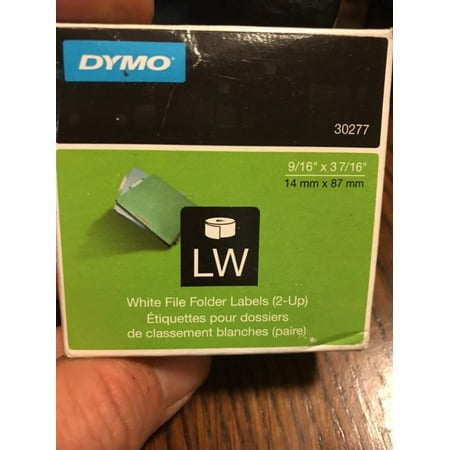 DYMO
30277
9/16" x 3 7/16"
14 mm x 87 mm
LW
White File Folder Labels (2-Up)
Étiquettes pour dossiers
de classement blanches (paire)